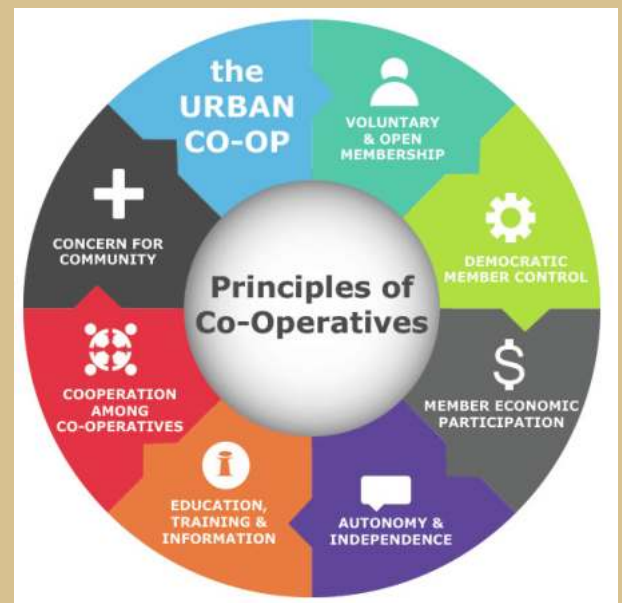 the
URBAN
CO-OP
VOLUNTARY
& OPEN
MEMBERSHIP
DEMOCRATIC
MEMBER CONTROL
$
MEMBER ECONOMIC
PARTICIPATION
AUTONOMY &
INDEPENDENCE
i
EDUCATION,
TRAINING &
INFORMATION
COOPERATION
AMONG
CO-OPERATIVES
CONCERN FOR
COMMUNITY
Principles of
Co-Operatives